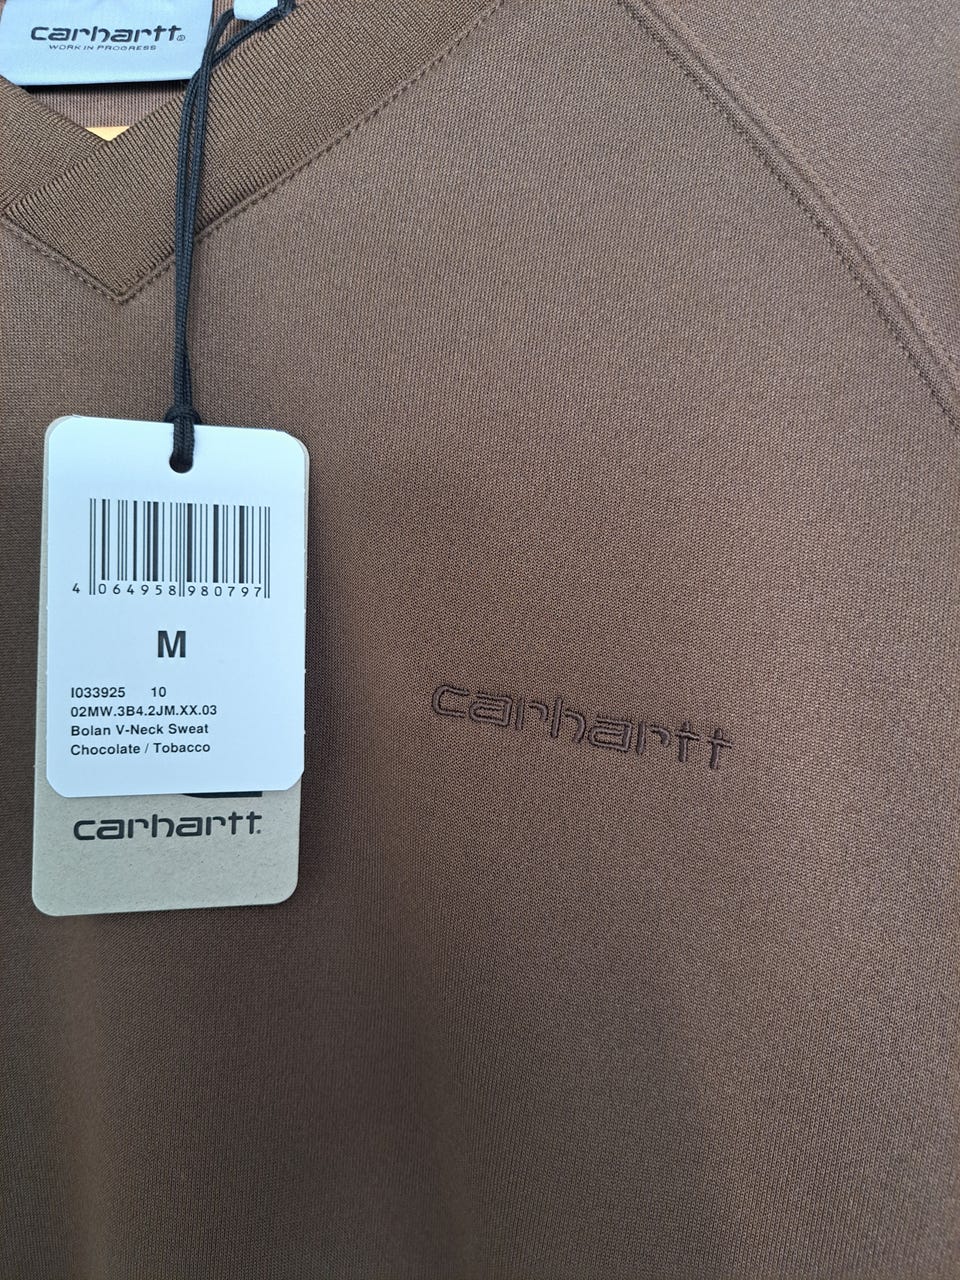 carhartt
WORK IN PROGRESS
4 064958 980797
M
I033925 10
02MW.3B4.2JM.XX.03
Bolan V-Neck Sweat
Chocolate / Tobacco
carhartt
carhartt